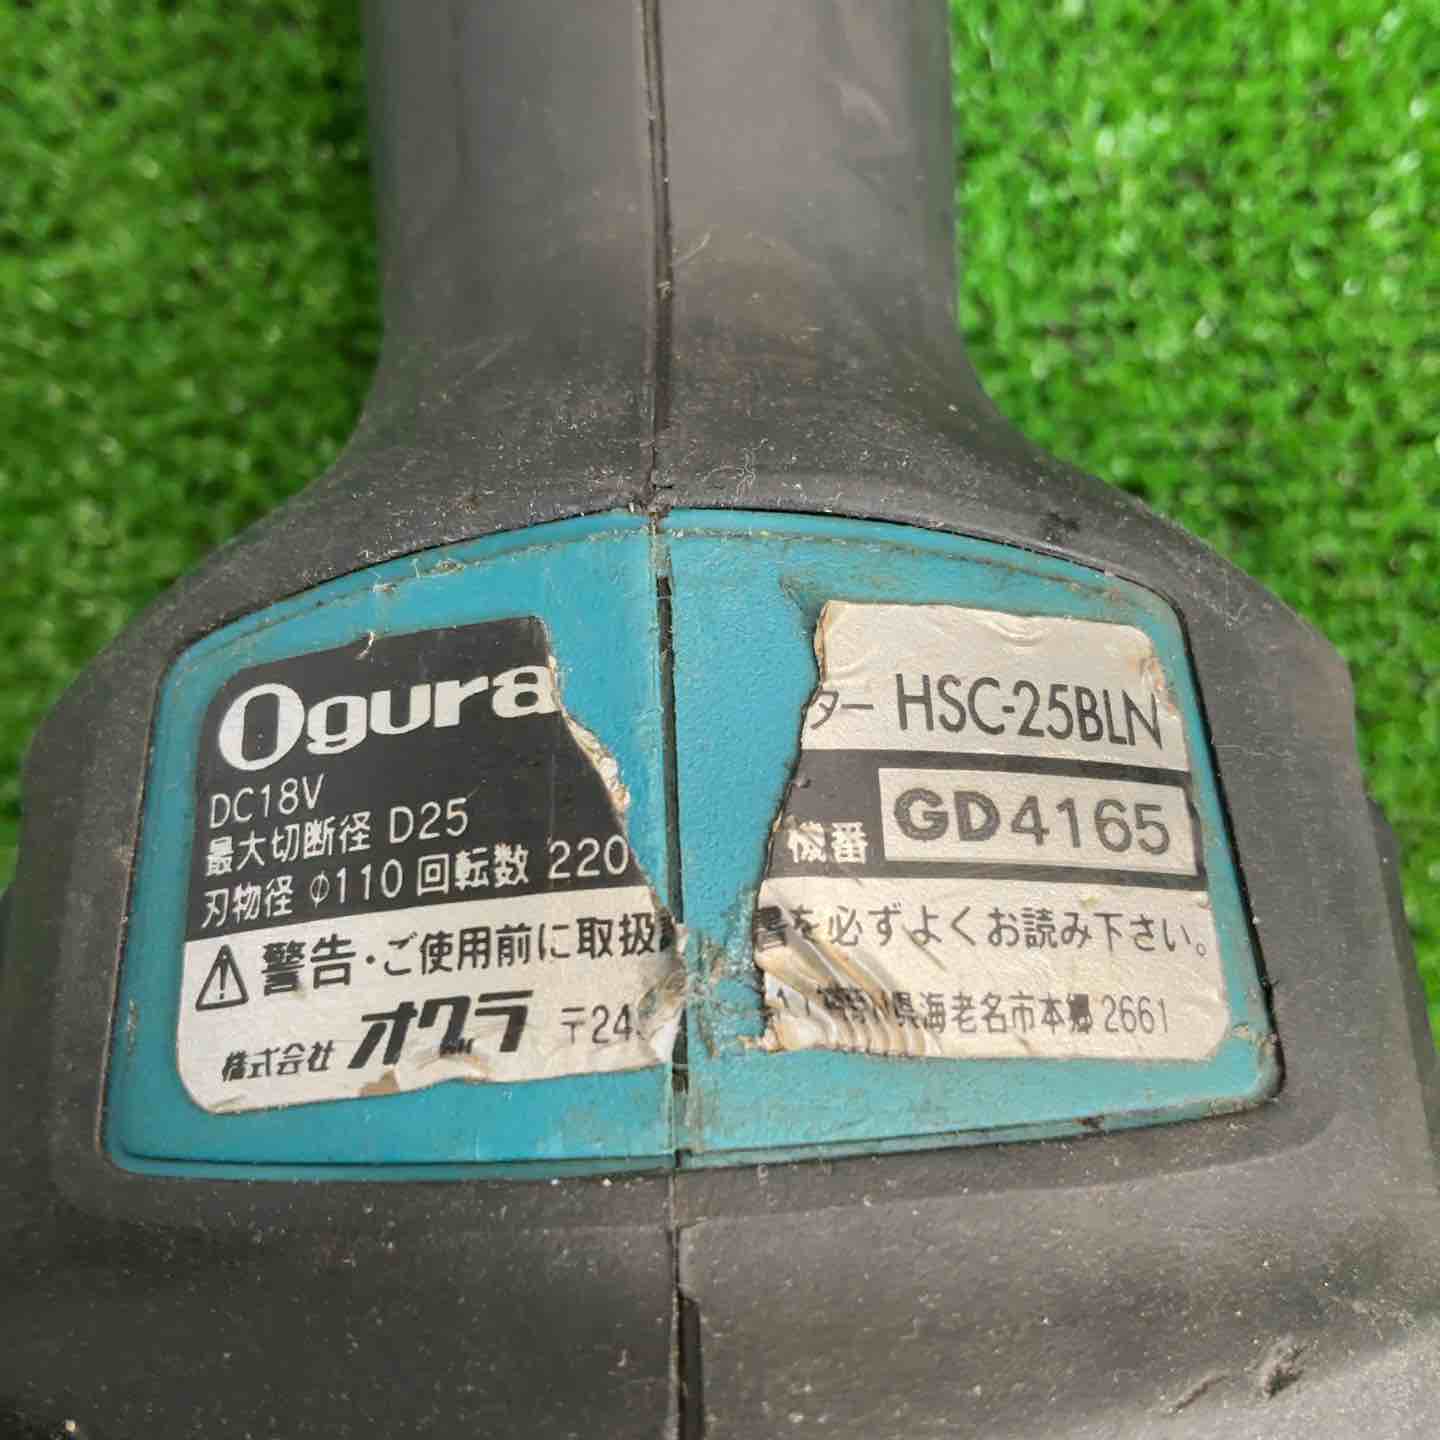 Ogura
DC18V
最大切断径 D25
刃物径 φ110 回転数 220
⚠ 警告・ご使用前に取扱
株式会社 オグラ 〒24
ター HSC-25BLN
機番 GD4165
書を必ずよくお読み下さい。
県海老名市本郷 2661